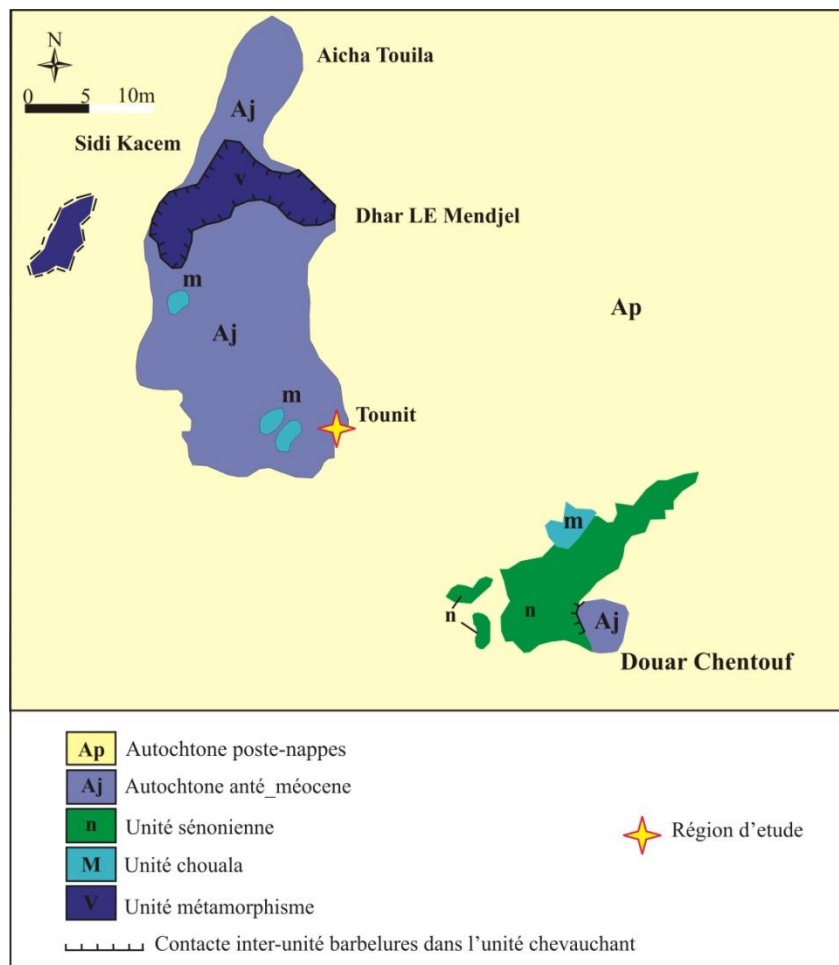 N
Aicha Touila
0 5 10m
Aj
Sidi Kacem
v
Dhar LE Mendjel
m
Ap
Aj
m
Tounit
m
n
n
Aj
Douar Chentouf
Ap Autochtone poste-nappes
Aj Autochtone anté_méocene
n Unité sénonienne
Région d’etude
M Unité chouala
V Unité métamorphisme
Contacte inter-unité barbelures dans l’unité chevauchant